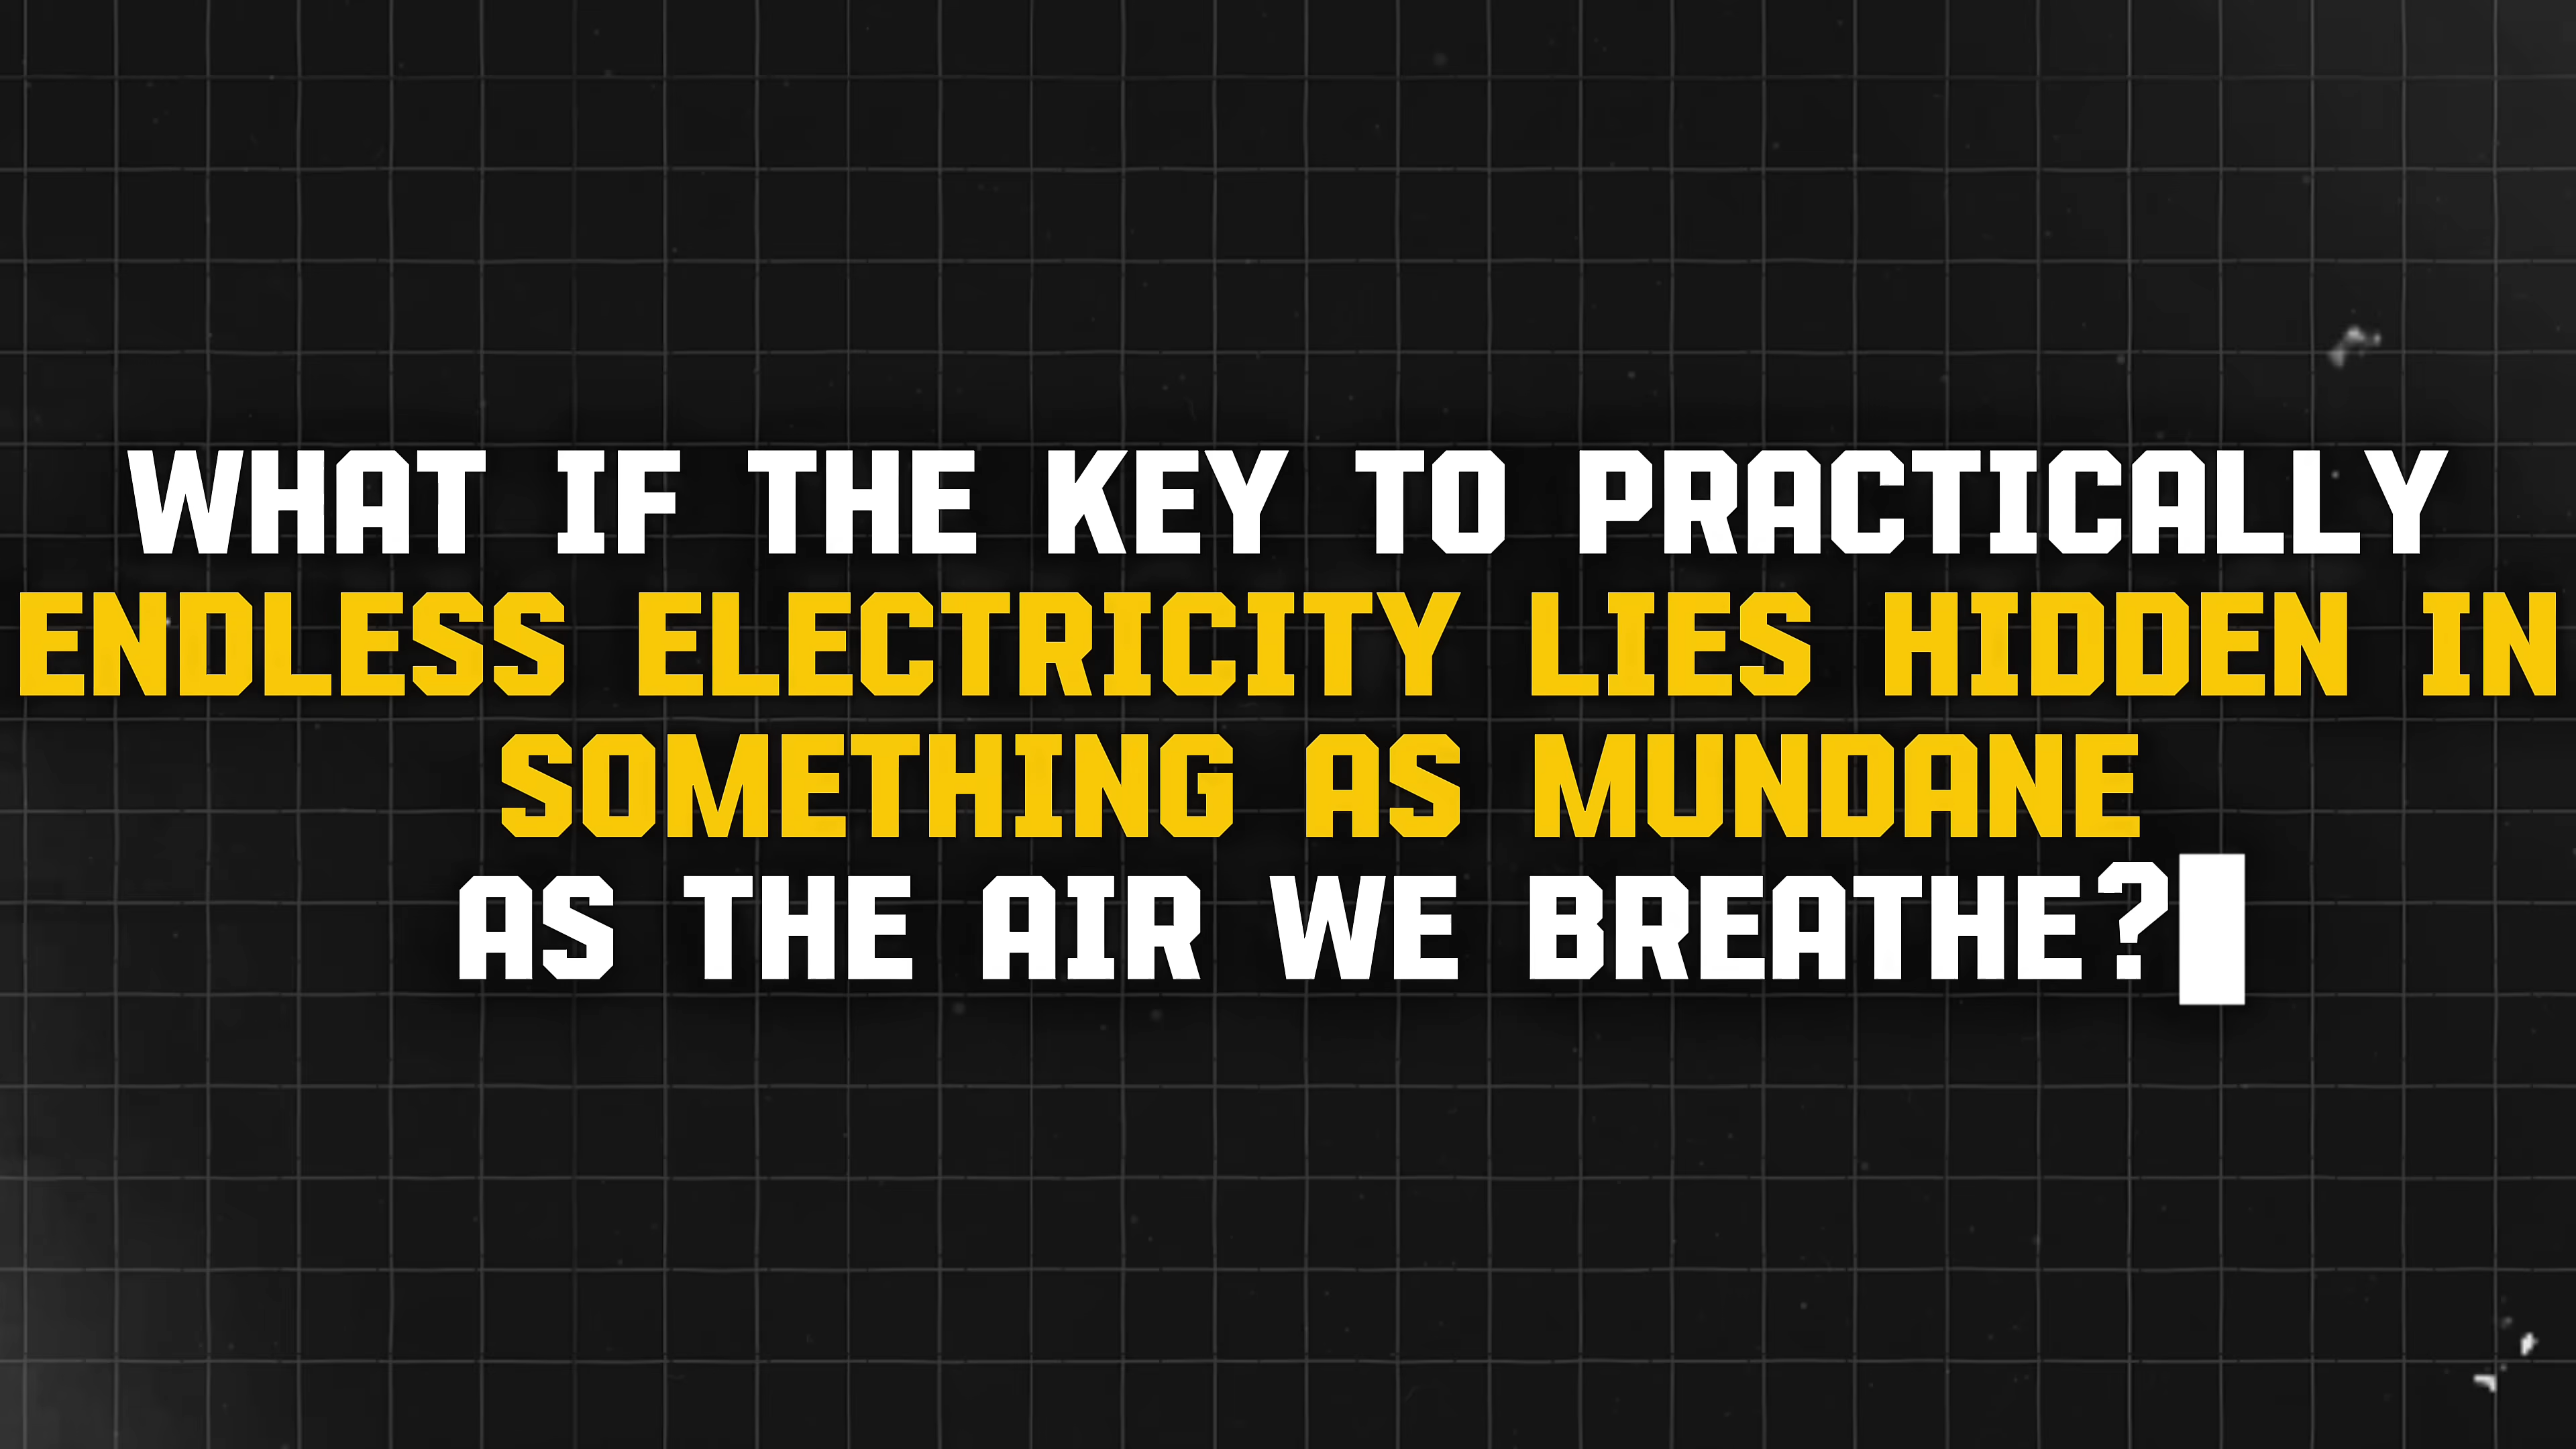 WHAT IF THE KEY TO PRACTICALLY
ENDLESS ELECTRICITY LIES HIDDEN IN
SOMETHING AS MUNDANE
AS THE AIR WE BREATHE?